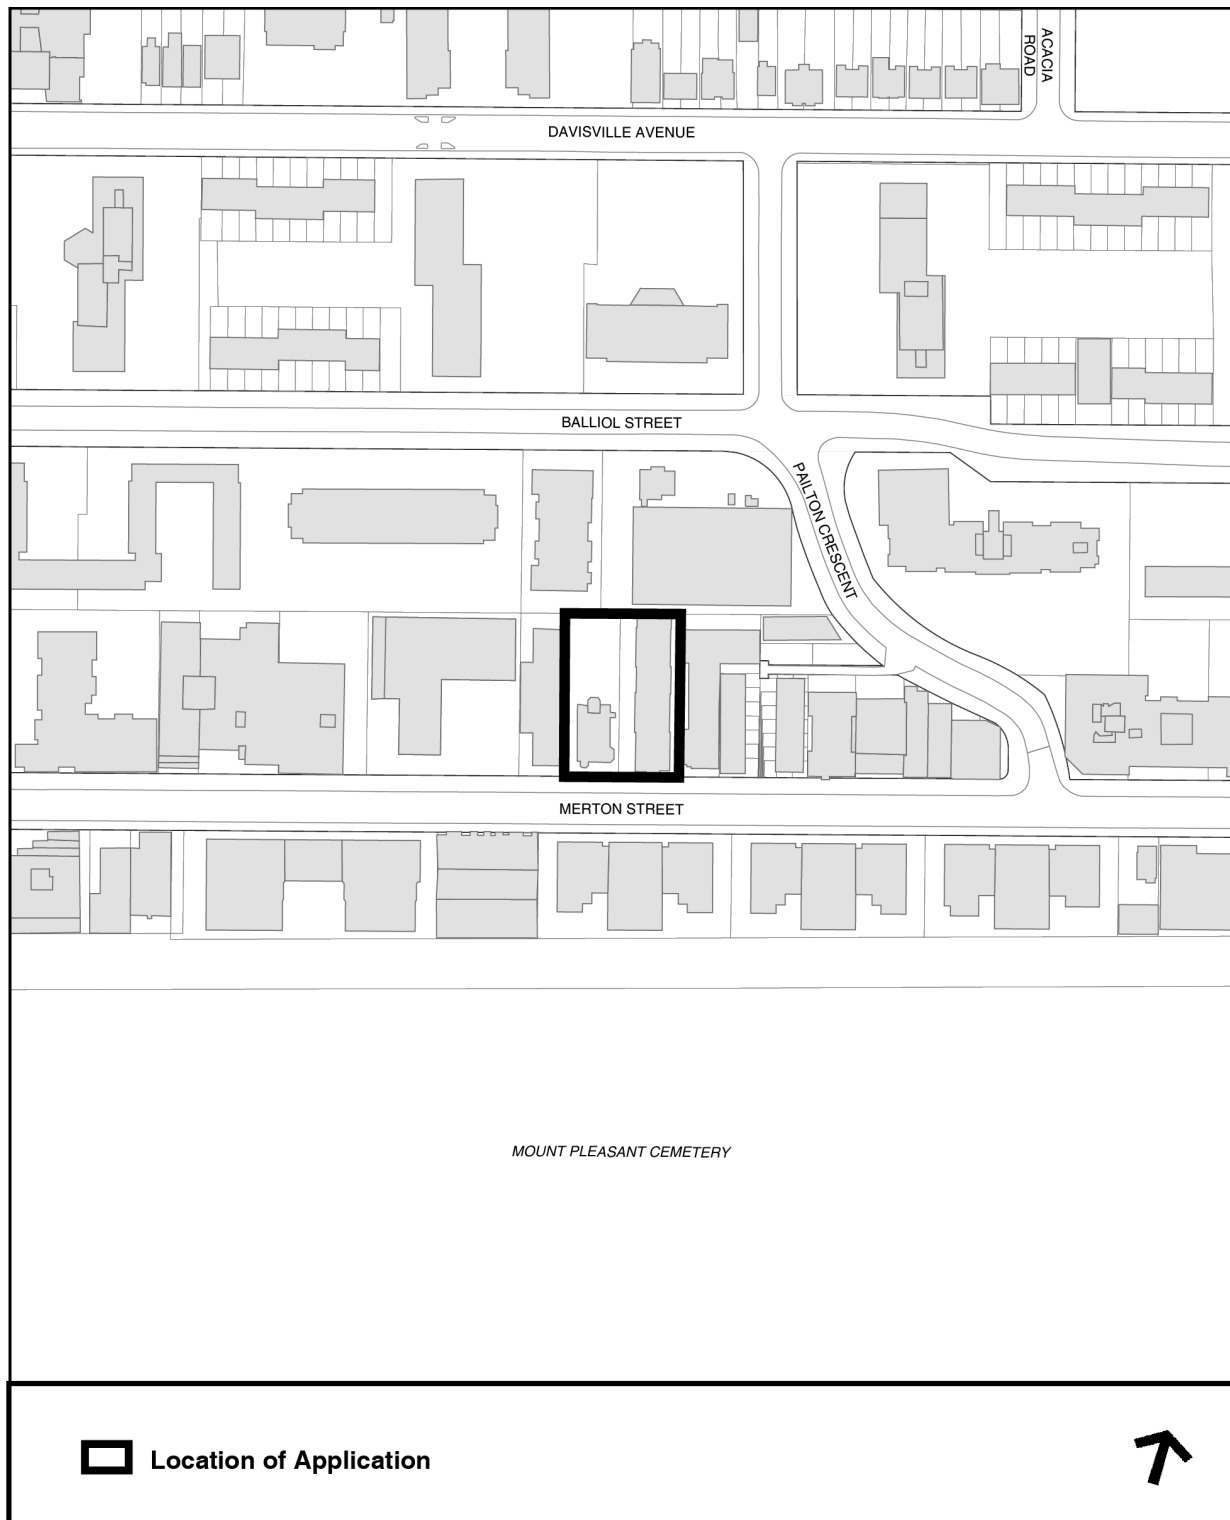 ACACIA
ROAD
DAVISVILLE AVENUE
BALLIOL STREET
PAILTON CRESCENT
MERTON STREET
MOUNT PLEASANT CEMETERY
Location of Application